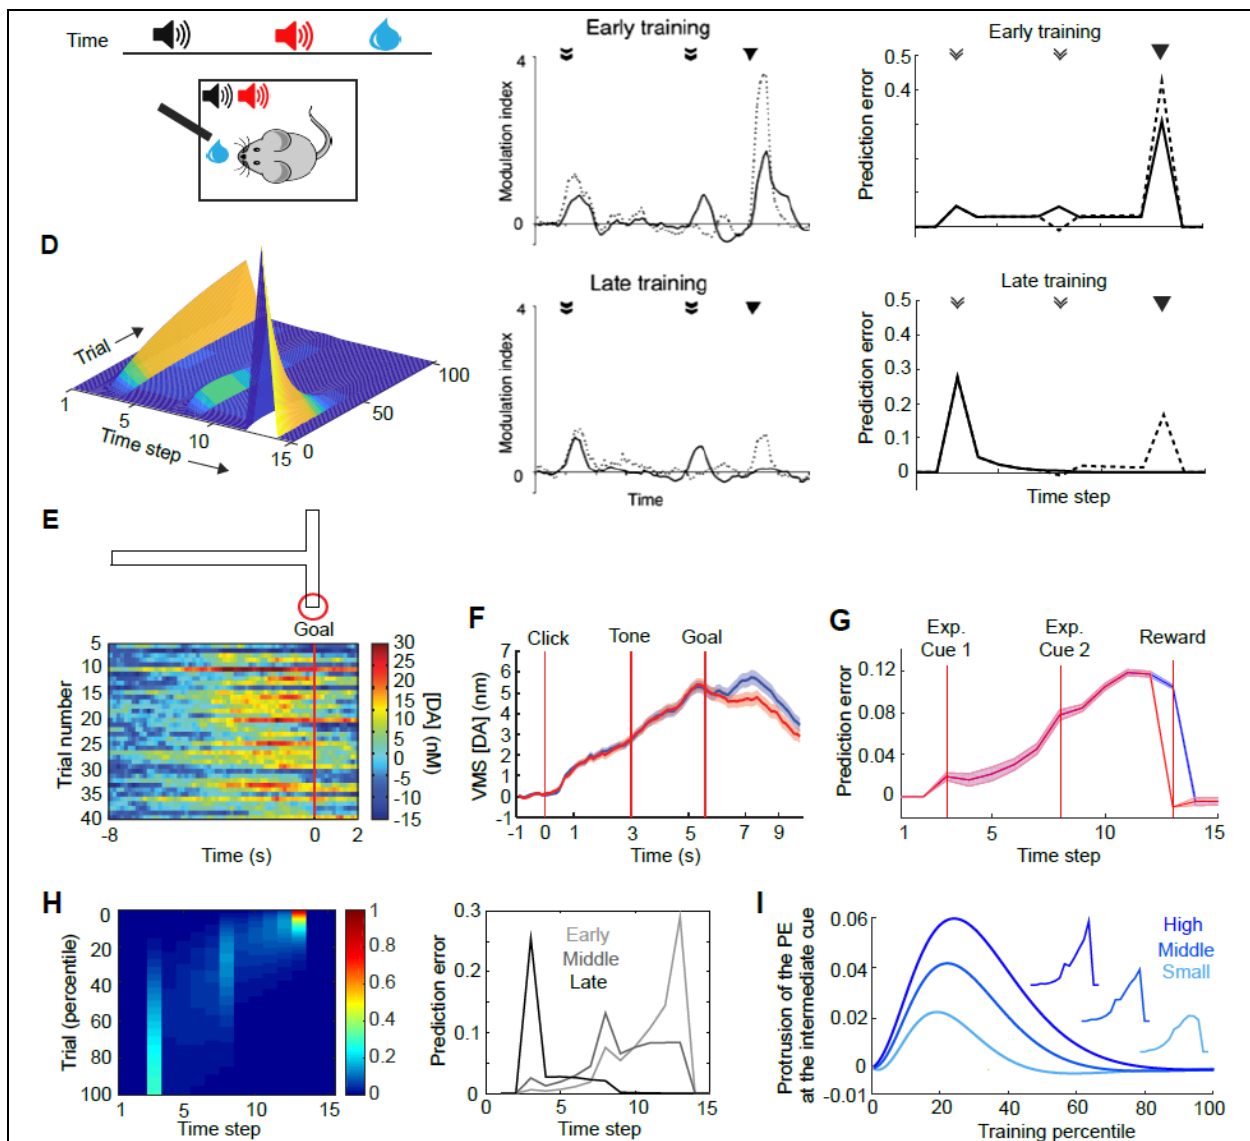 Time
Early training
4
Modulation index
0
Early training
0.5
0.4
Prediction error
0
D
Trial
1
5
Time step
10
15
0
50
100
Late training
4
Modulation index
0
Time
Late training
0.5
0.4
0.3
0.2
0.1
0
Prediction error
Time step
E
Goal
5
10
15
20
25
30
35
40
Trial number
-8
0
2
Time (s)
30
25
20
15
10
5
0
-5
-10
-15
[DA] (nM)
F
Click
Tone
Goal
7
6
5
4
3
2
1
0
-1
VMS [DA] (nm)
-1
0
1
3
5
7
9
Time (s)
G
Exp.
Cue 1
Exp.
Cue 2
Reward
0.12
0.08
0.04
0
Prediction error
1
5
10
15
Time step
H
0
20
40
60
80
100
Trial (percentile)
1
5
10
15
Time step
1
0.8
0.6
0.4
0.2
0
0.3
0.2
0.1
0
Prediction error
Early
Middle
Late
0
5
10
15
Time step
I
0.06
0.04
0.02
0
-0.01
Protrusion of the PE
at the intermediate cue
High
Middle
Small
0
20
40
60
80
100
Training percentile